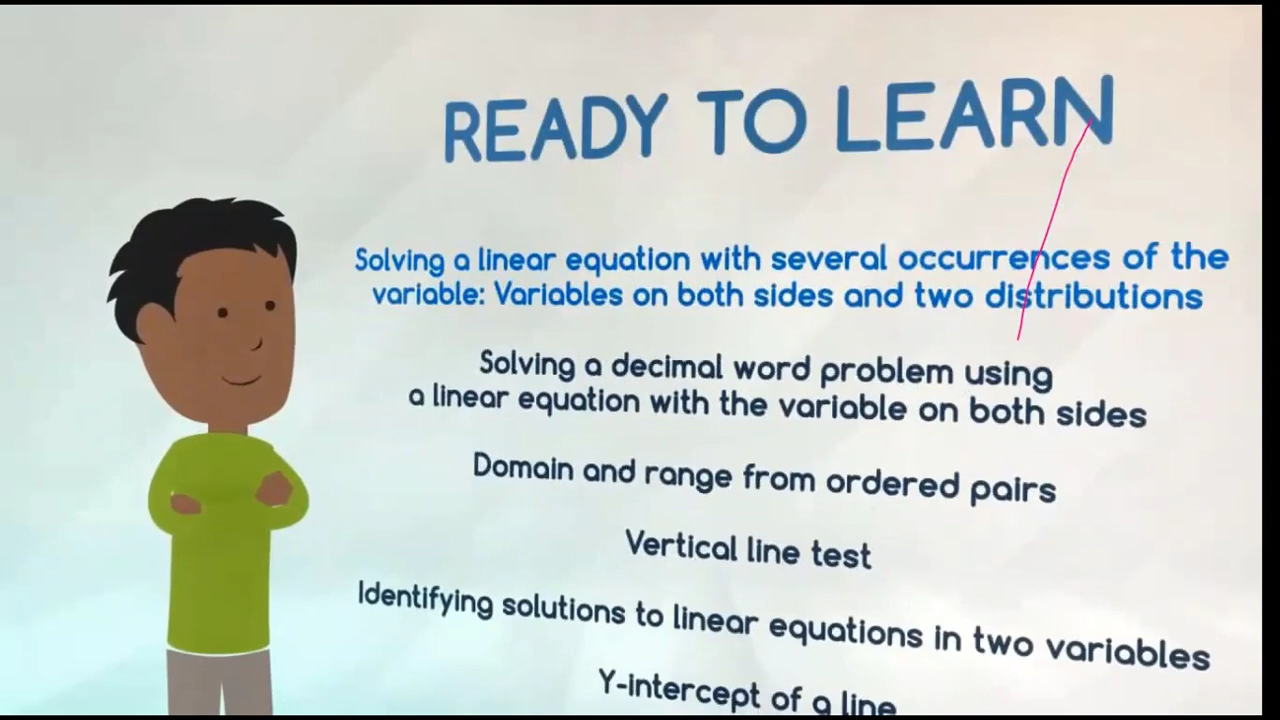 READY TO LEARN
Solving a linear equation with several occurrences of the
variable: Variables on both sides and two distributions
Solving a decimal word problem using
a linear equation with the variable on both sides
Domain and range from ordered pairs
Vertical line test
Identifying solutions to linear equations in two variables
Y-intercept of a line